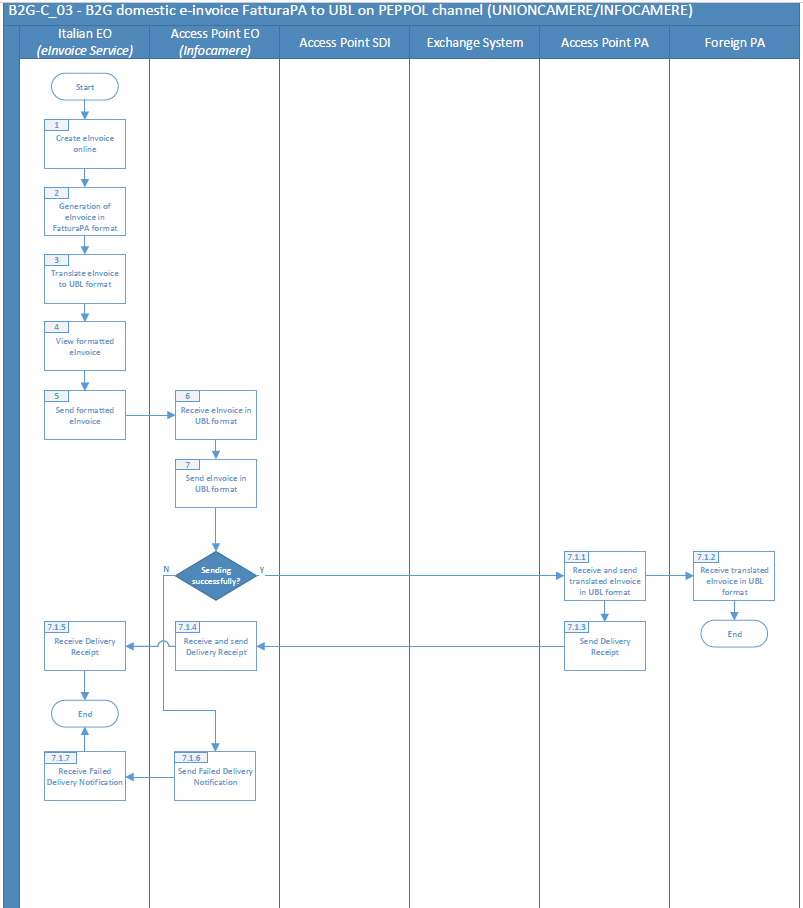 B2G-C_03 - B2G domestic e-invoice FatturaPA to UBL on PEPPOL channel (UNIONCAMERE/INFOCAMERE)
Italian EO
(eInvoice Service)
Access Point EO
(Infocamere)
Access Point SDI
Exchange System
Access Point PA
Foreign PA
Start
1
Create eInvoice
online
2
Generation of
eInvoice in
FatturaPA format
3
Translate eInvoice
to UBL format
4
View formatted
eInvoice
5
Send formatted
eInvoice
6
Receive eInvoice in
UBL format
7
Send eInvoice in
UBL format
N
Sending
successfully?
Y
7.1.1
Receive and send
translated eInvoice
in UBL format
7.1.2
Receive translated
eInvoice in UBL
format
7.1.5
Receive Delivery
Receipt
7.1.4
Receive and send
Delivery Receipt
7.1.3
Send Delivery
Receipt
End
End
7.1.7
Receive Failed
Delivery Notification
7.1.6
Send Failed Delivery
Notification